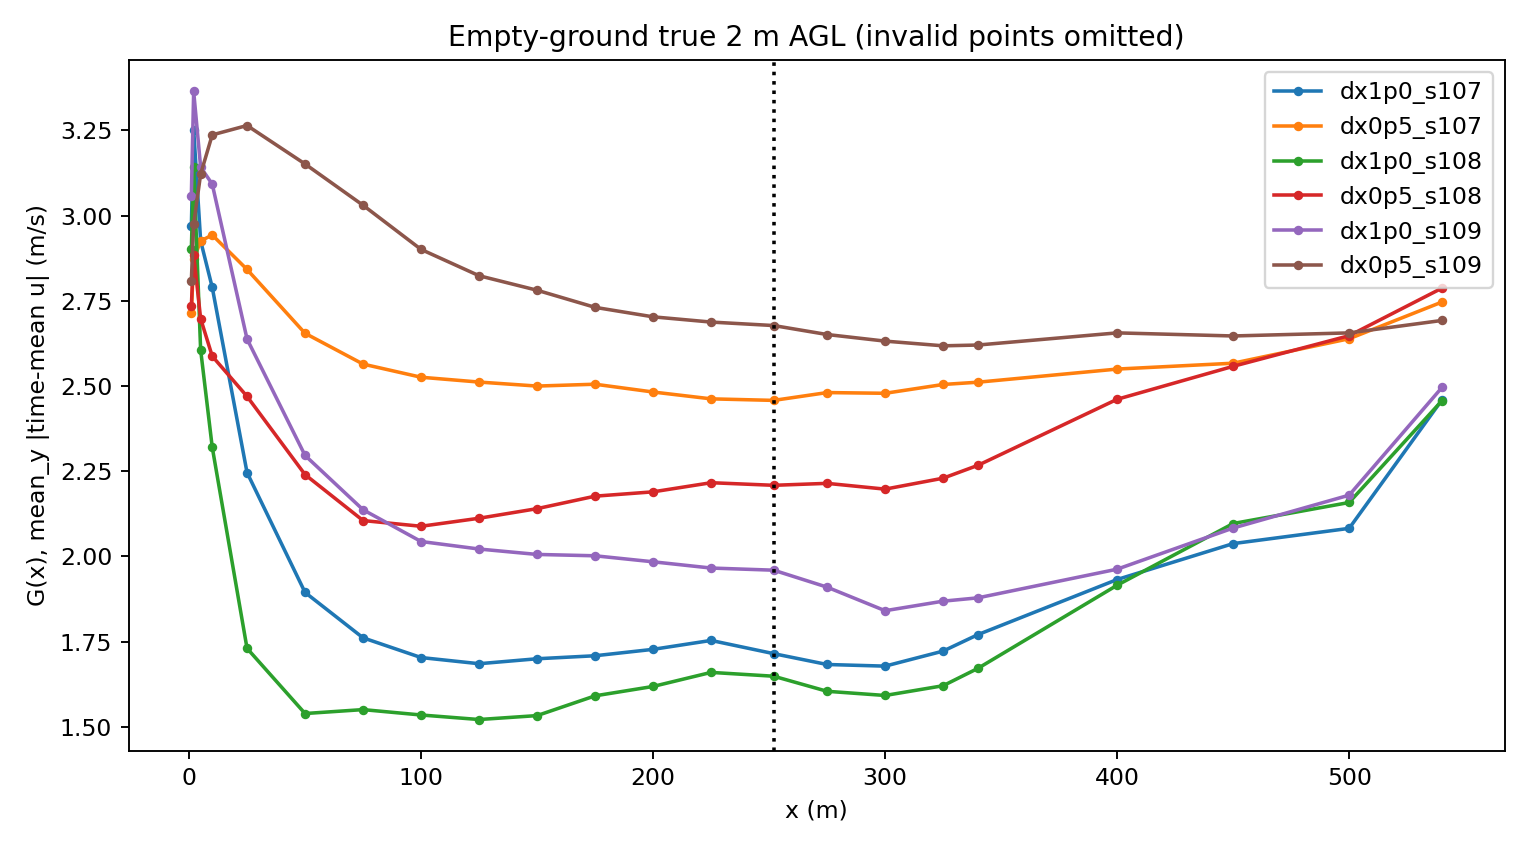 Empty-ground true 2 m AGL (invalid points omitted)
G(x), mean_y |time-mean u| (m/s)
3.25
3.00
2.75
2.50
2.25
2.00
1.75
1.50
dx1p0_s107
dx0p5_s107
dx1p0_s108
dx0p5_s108
dx1p0_s109
dx0p5_s109
0
100
200
300
400
500
x (m)